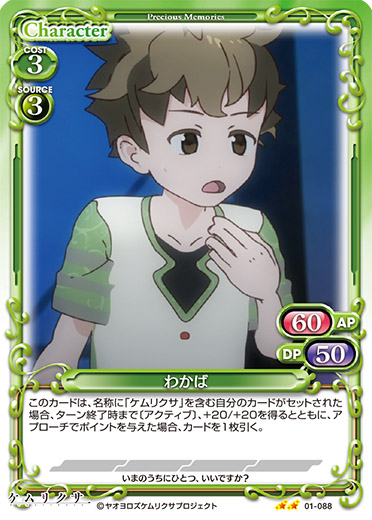 Precious Memories
Character
COST
3
SOURCE
3
60 AP
DP 50
わかば
このカードは、名称に「ケムリクサ」を含む自分のカードがセットされた
場合、ターン終了時まで〔アクティブ〕、+20/+20を得るとともに、ア
プローチでポイントを与えた場合、カードを1枚引く。
いまのうちにひとつ、いいですか?
ケムリクサ
©ヤオヨロズケムリクサプロジェクト
★★ 01-088